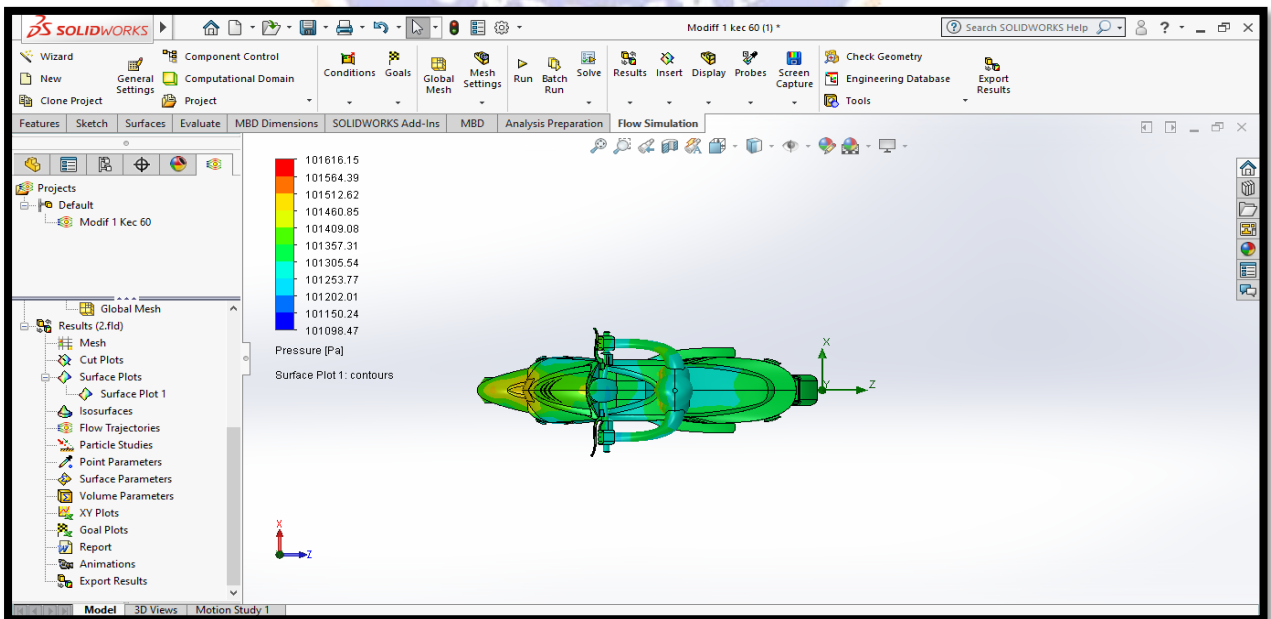 SOLIDWORKS
Modiff 1 kec 60 (1) *
Search SOLIDWORKS Help
?
Wizard
New
Clone Project
General Settings
Component Control
Computational Domain
Project
Conditions
Goals
Global Mesh
Mesh Settings
Run
Batch Run
Solve
Results
Insert
Display
Probes
Screen Capture
Check Geometry
Engineering Database
Tools
Export Results
Features
Sketch
Surfaces
Evaluate
MBD Dimensions
SOLIDWORKS Add-Ins
MBD
Analysis Preparation
Flow Simulation
Projects
Default
Modif 1 Kec 60
Global Mesh
Results (2.fld)
Mesh
Cut Plots
Surface Plots
Surface Plot 1
Isosurfaces
Flow Trajectories
Particle Studies
Point Parameters
Surface Parameters
Volume Parameters
XY Plots
Goal Plots
Report
Animations
Export Results
101616.15
101564.39
101512.62
101460.85
101409.08
101357.31
101305.54
101253.77
101202.01
101150.24
101098.47
Pressure [Pa]
Surface Plot 1: contours
X
Y
Z
X
Z
Model
3D Views
Motion Study 1